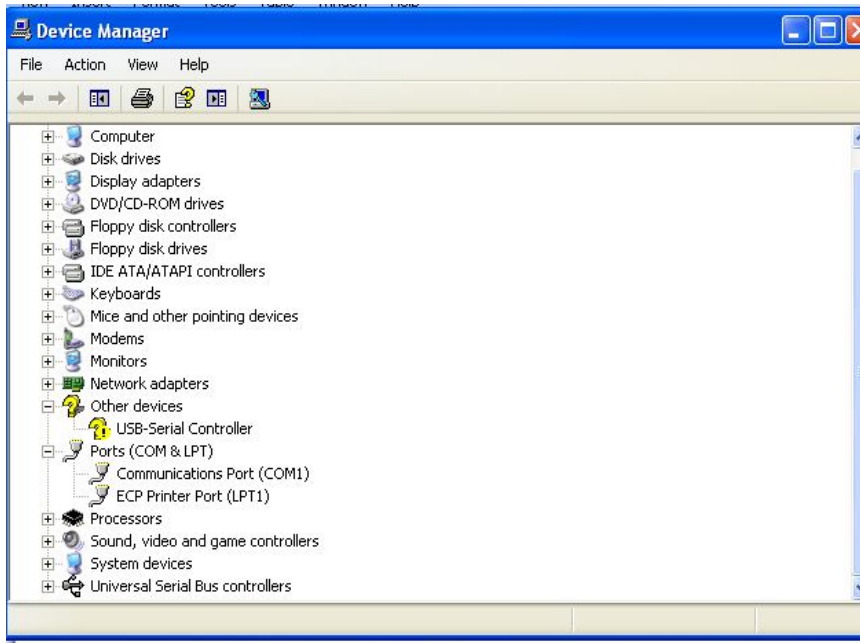 Device Manager
File Action View Help
Computer
Disk drives
Display adapters
DVD/CD-ROM drives
Floppy disk controllers
Floppy disk drives
IDE ATA/ATAPI controllers
Keyboards
Mice and other pointing devices
Modems
Monitors
Network adapters
Other devices
USB-Serial Controller
Ports (COM & LPT)
Communications Port (COM1)
ECP Printer Port (LPT1)
Processors
Sound, video and game controllers
System devices
Universal Serial Bus controllers